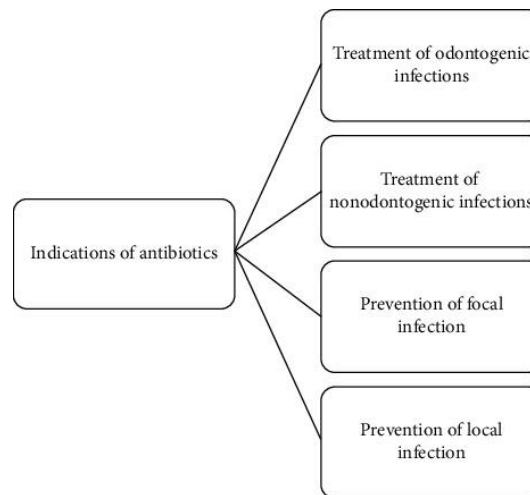 Treatment of odontogenic
infections
Treatment of
nonodontogenic infections
Indications of antibiotics
Prevention of focal
infection
Prevention of local
infection